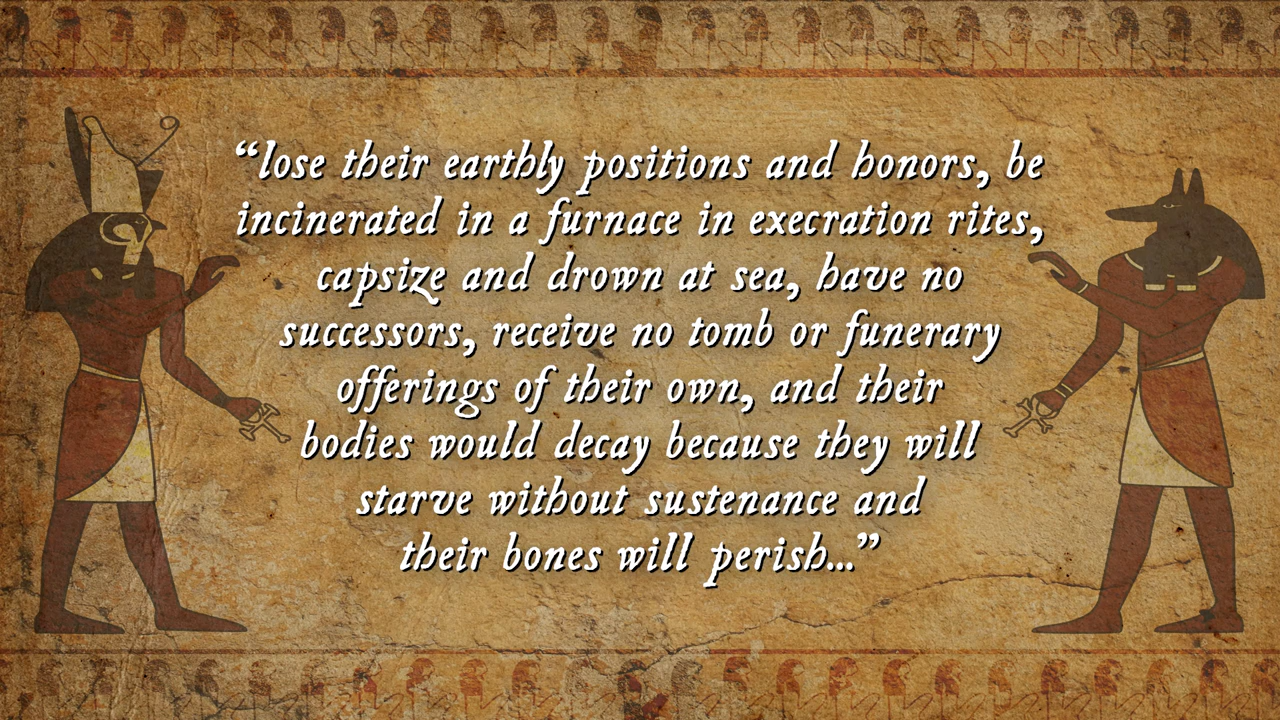 “lose their earthly positions and honors, be
incinerated in a furnace in execration rites,
capsize and drown at sea, have no
successors, receive no tomb or funerary
offerings of their own, and their
bodies would decay because they will
starve without sustenance and
their bones will perish...”